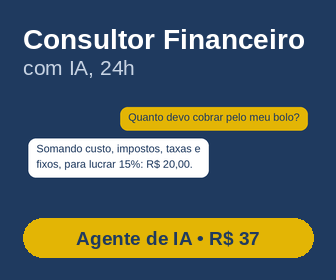 Consultor Financeiro
com IA, 24h
Quanto devo cobrar pelo meu bolo?
Somando custo, impostos, taxas e
fixos, para lucrar 15%: R$ 20,00.
Agente de IA • R$ 37